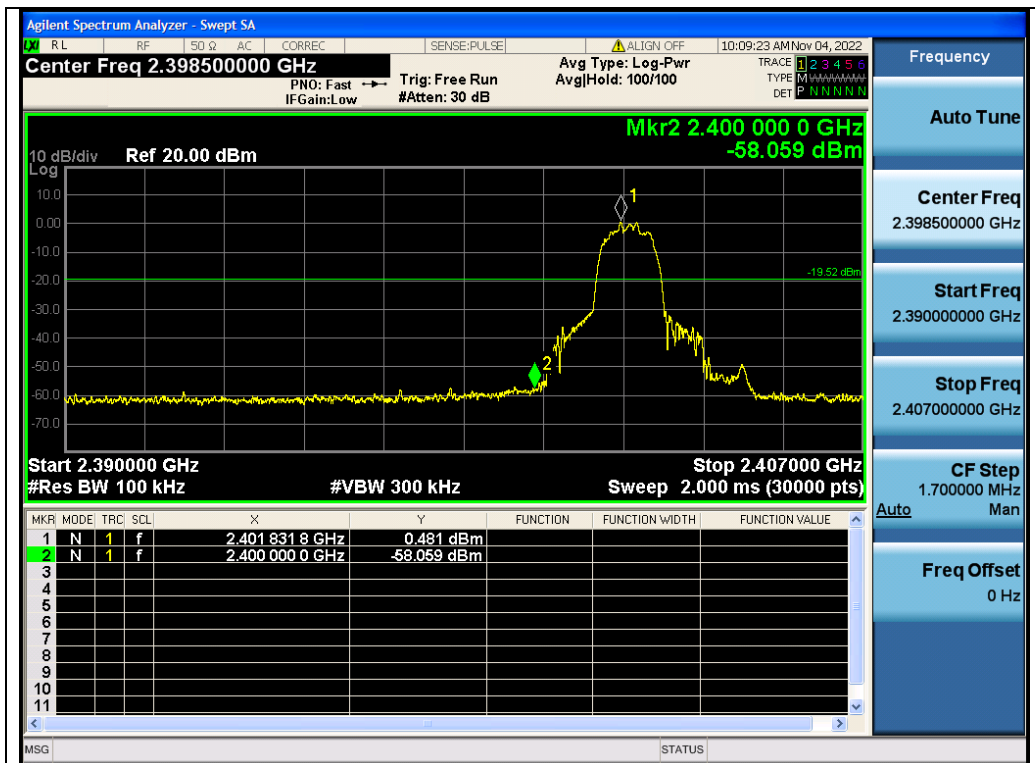 Agilent Spectrum Analyzer - Swept SA
LXI RL RF 50 Ω AC CORREC SENSE:PULSE ALIGN OFF 10:09:23 AM Nov 04, 2022
Center Freq 2.398500000 GHz
PNO: Fast
IFGain:Low
Trig: Free Run
#Atten: 30 dB
Avg Type: Log-Pwr
Avg|Hold: 100/100
TRACE 1 2 3 4 5 6
TYPE M
DET P N N N N N
Mkr2 2.400 000 0 GHz
-58.059 dBm
10 dB/div Ref 20.00 dBm
Log
10.0
0.00
-10.0
-20.0
-30.0
-40.0
-50.0
-60.0
-70.0
1
-19.52 dBm
2
Start 2.390000 GHz Stop 2.407000 GHz
#Res BW 100 kHz #VBW 300 kHz Sweep 2.000 ms (30000 pts)
MKR MODE TRC SCL X Y FUNCTION FUNCTION WIDTH FUNCTION VALUE
1 N 1 f 2.401 831 8 GHz 0.481 dBm
2 N 1 f 2.400 000 0 GHz -58.059 dBm
3
4
5
6
7
8
9
10
11
MSG STATUS
Frequency
Auto Tune
Center Freq
2.398500000 GHz
Start Freq
2.390000000 GHz
Stop Freq
2.407000000 GHz
CF Step
1.700000 MHz
Auto Man
Freq Offset
0 Hz